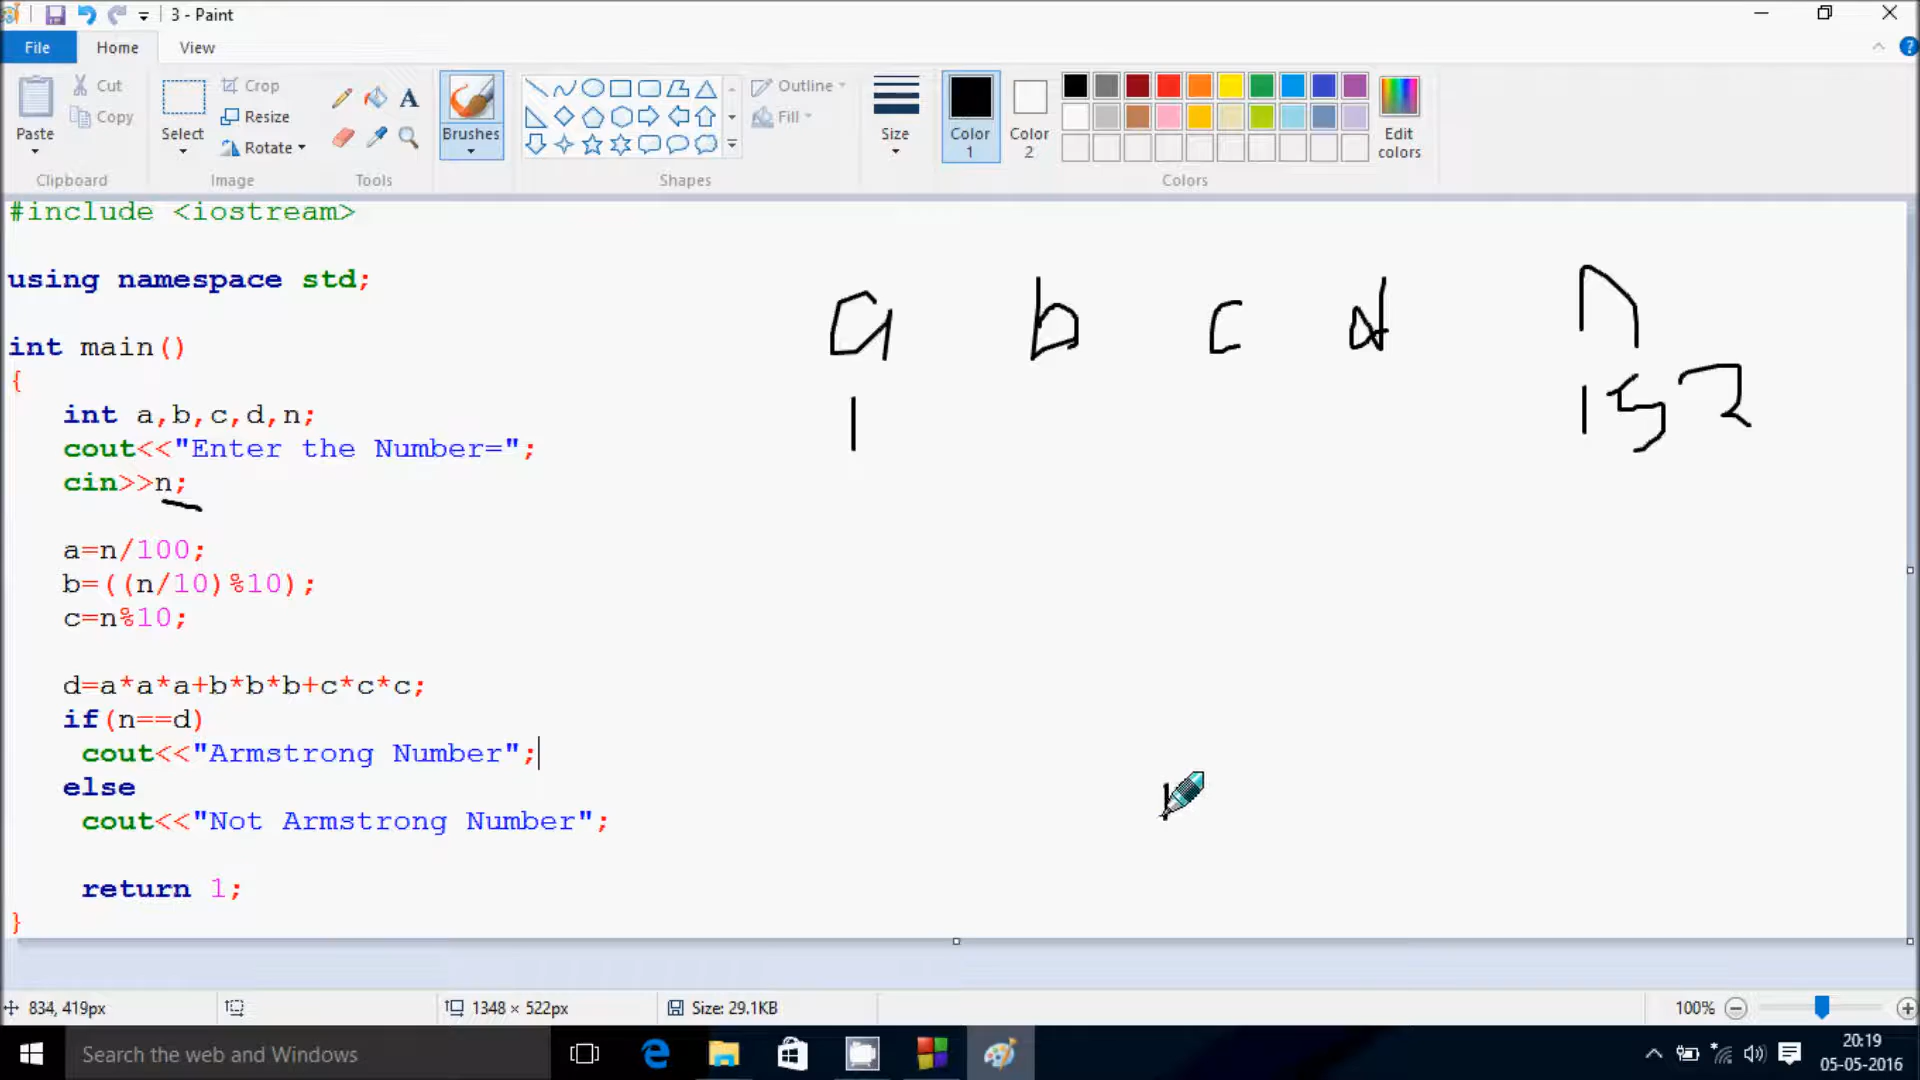 3 - Paint
File Home View
Paste Cut Copy Select Crop Resize Rotate Brushes Outline Fill Size Color 1 Color 2 Edit colors
Clipboard Image Tools Shapes Colors
#include <iostream>
using namespace std;
int main()
{
int a,b,c,d,n;
cout<<"Enter the Number=";
cin>>n;
a=n/100;
b=((n/10)%10);
c=n%10;
d=a*a*a+b*b*b+c*c*c;
if(n==d)
cout<<"Armstrong Number";
else
cout<<"Not Armstrong Number";
return 1;
}
a b c d n
1 152
834, 419px 1348 × 522px Size: 29.1KB 100%
Search the web and Windows 20:19
05-05-2016